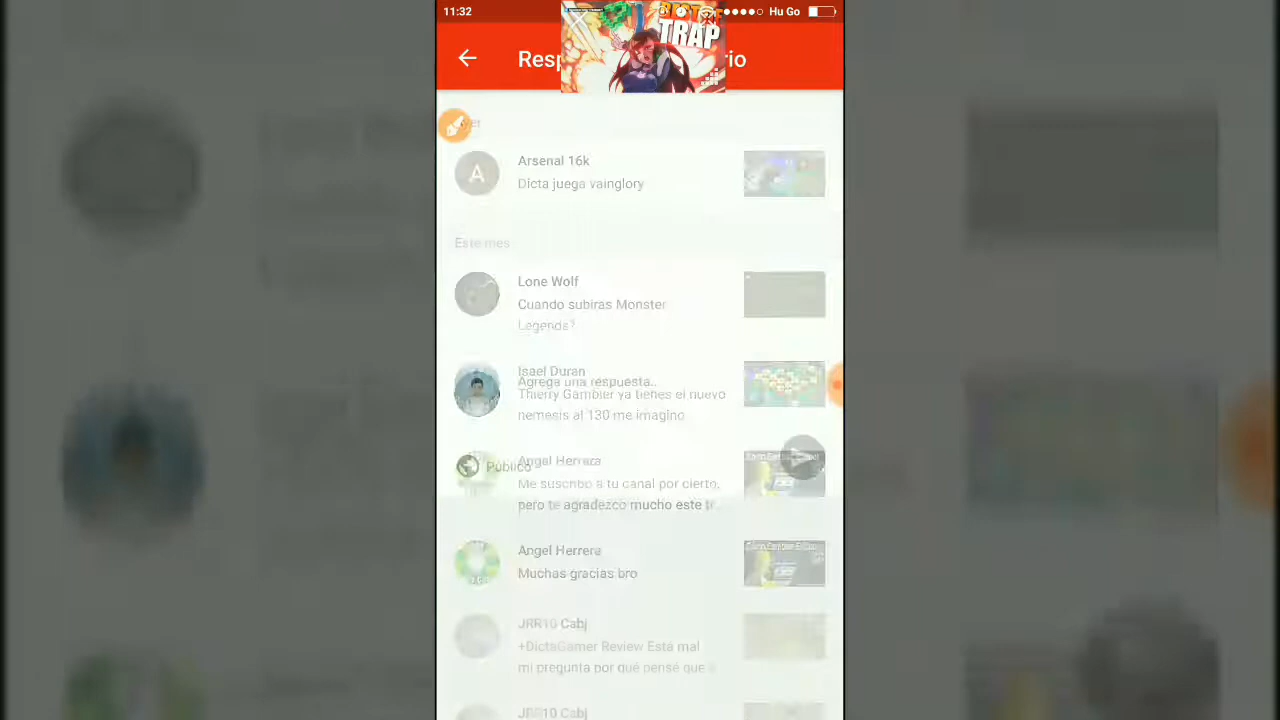 11:32
Hu Go
TRAP
Resp
io
Ayer
Arsenal 16k
Dicta juega vainglory
Este mes
Lone Wolf
Cuando subiras Monster
Legends?
Isael Duran
Agrega una respuesta..
Thierry Gambler ya tienes el nuevo
nemesis al 130 me imagino
Angel Herrera
Público
Me suscribo a tu canal por cierto,
pero te agradezco mucho este tr...
Angel Herrera
Muchas gracias bro
JRR10 Cabj
+DictaGamer Review Esta mal
mi pregunta por qué pensé que
JRR10 Cabj